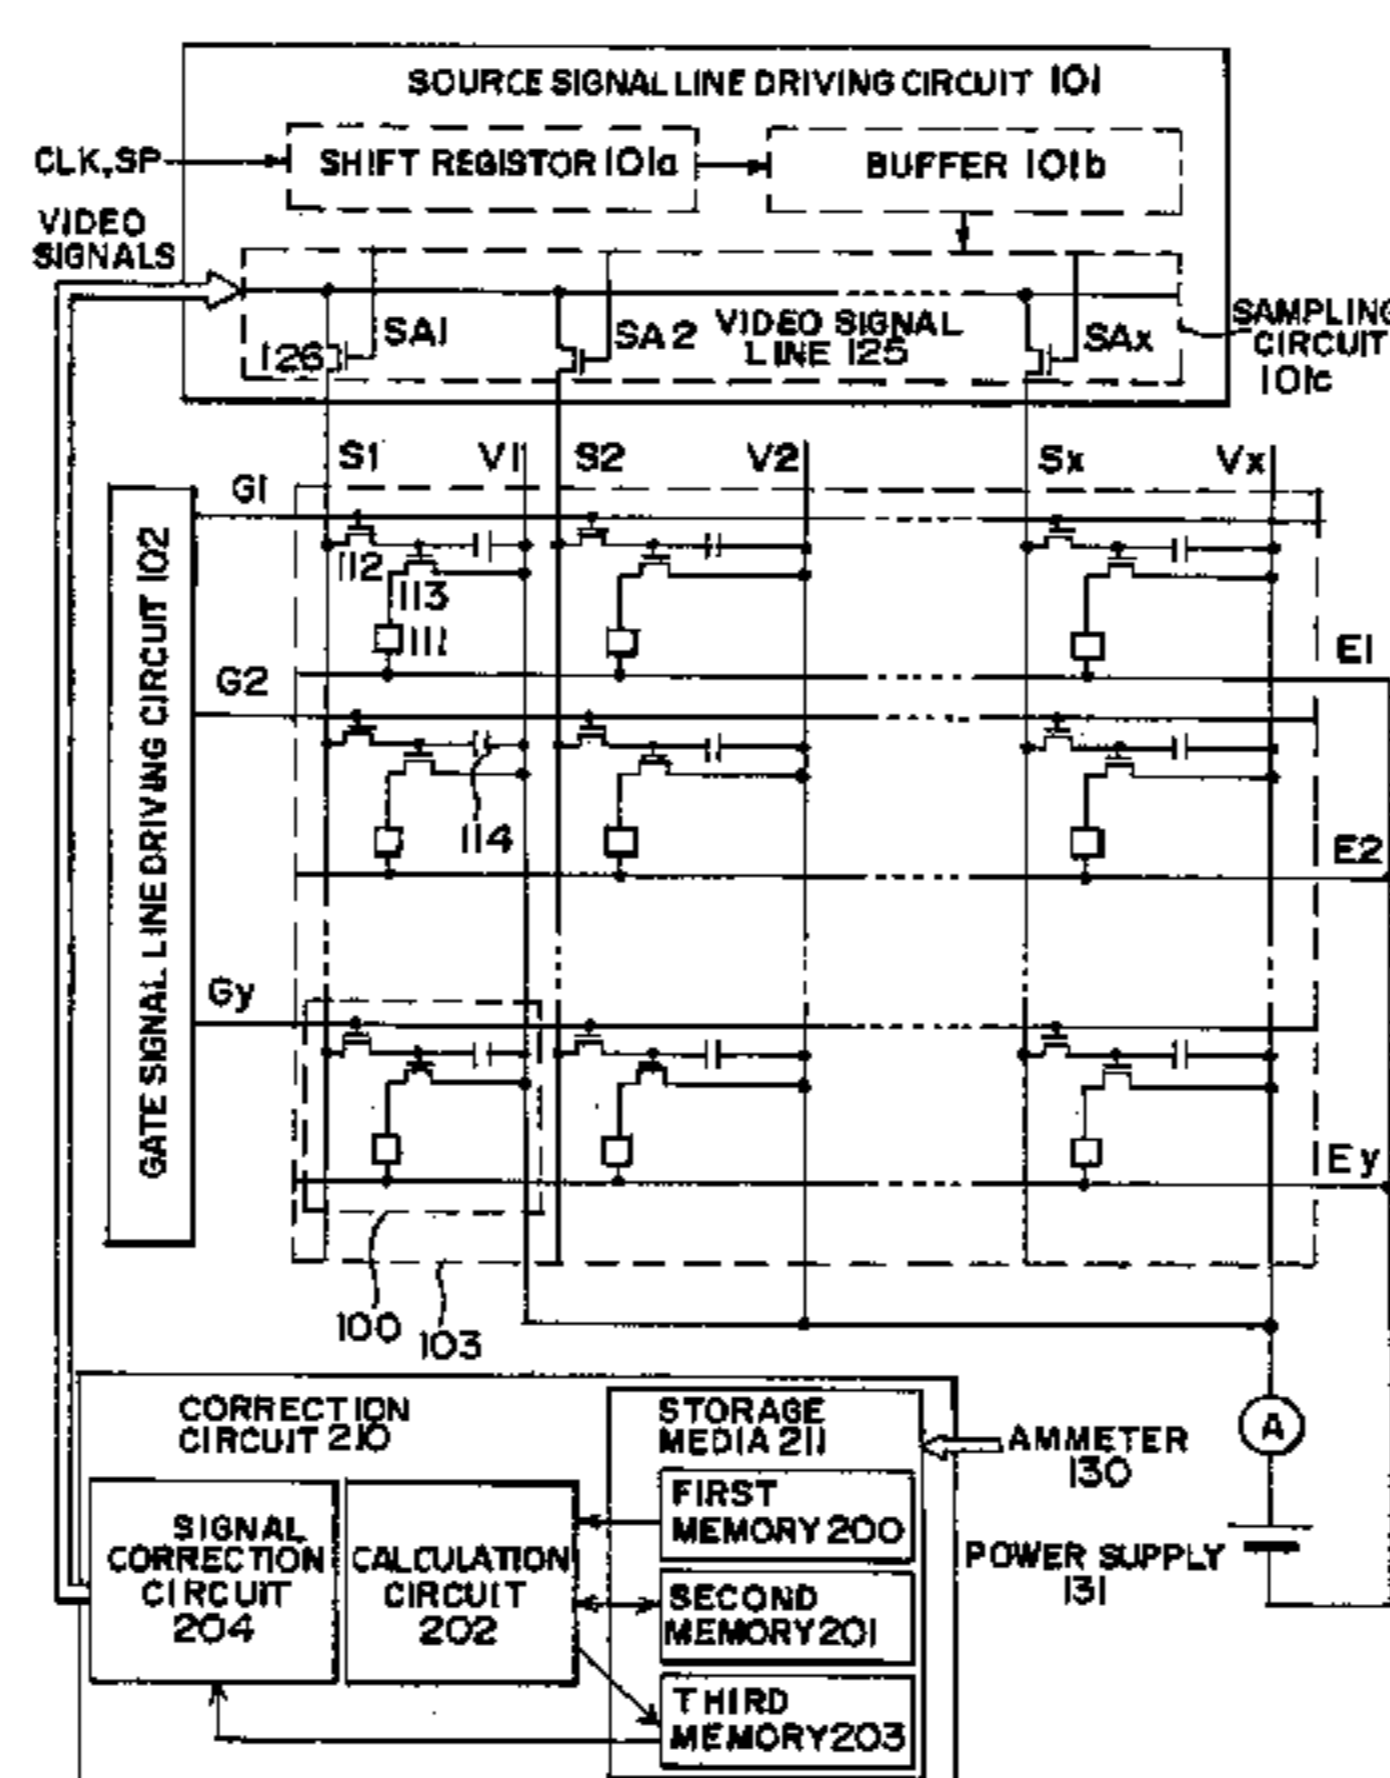 SOURCE SIGNAL LINE DRIVING CIRCUIT 101
CLK,SP
SHIFT REGISTOR 101a
BUFFER 101b
VIDEO
SIGNALS
126
SA1
SA2
VIDEO SIGNAL
LINE 125
SAx
SAMPLING
CIRCUIT
101c
S1
V1
S2
V2
Sx
Vx
G1
112
113
111
E1
G2
114
E2
GATE SIGNAL LINE DRIVING CIRCUIT 102
Gy
Ey
100
103
CORRECTION
CIRCUIT 210
STORAGE
MEDIA 211
AMMETER
130
A
FIRST
MEMORY 200
SIGNAL
CORRECTION
CIRCUIT
204
CALCULATION
CIRCUIT
202
SECOND
MEMORY 201
POWER SUPPLY
131
THIRD
MEMORY 203